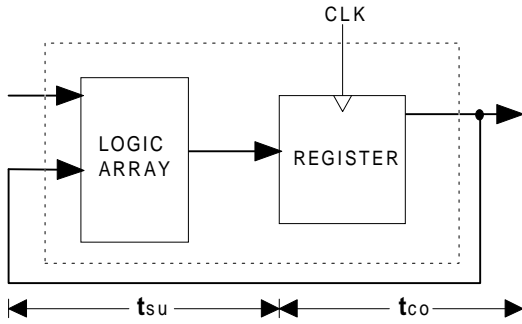 CLK
LOGIC
ARRAY
REGISTER
tsu
tco